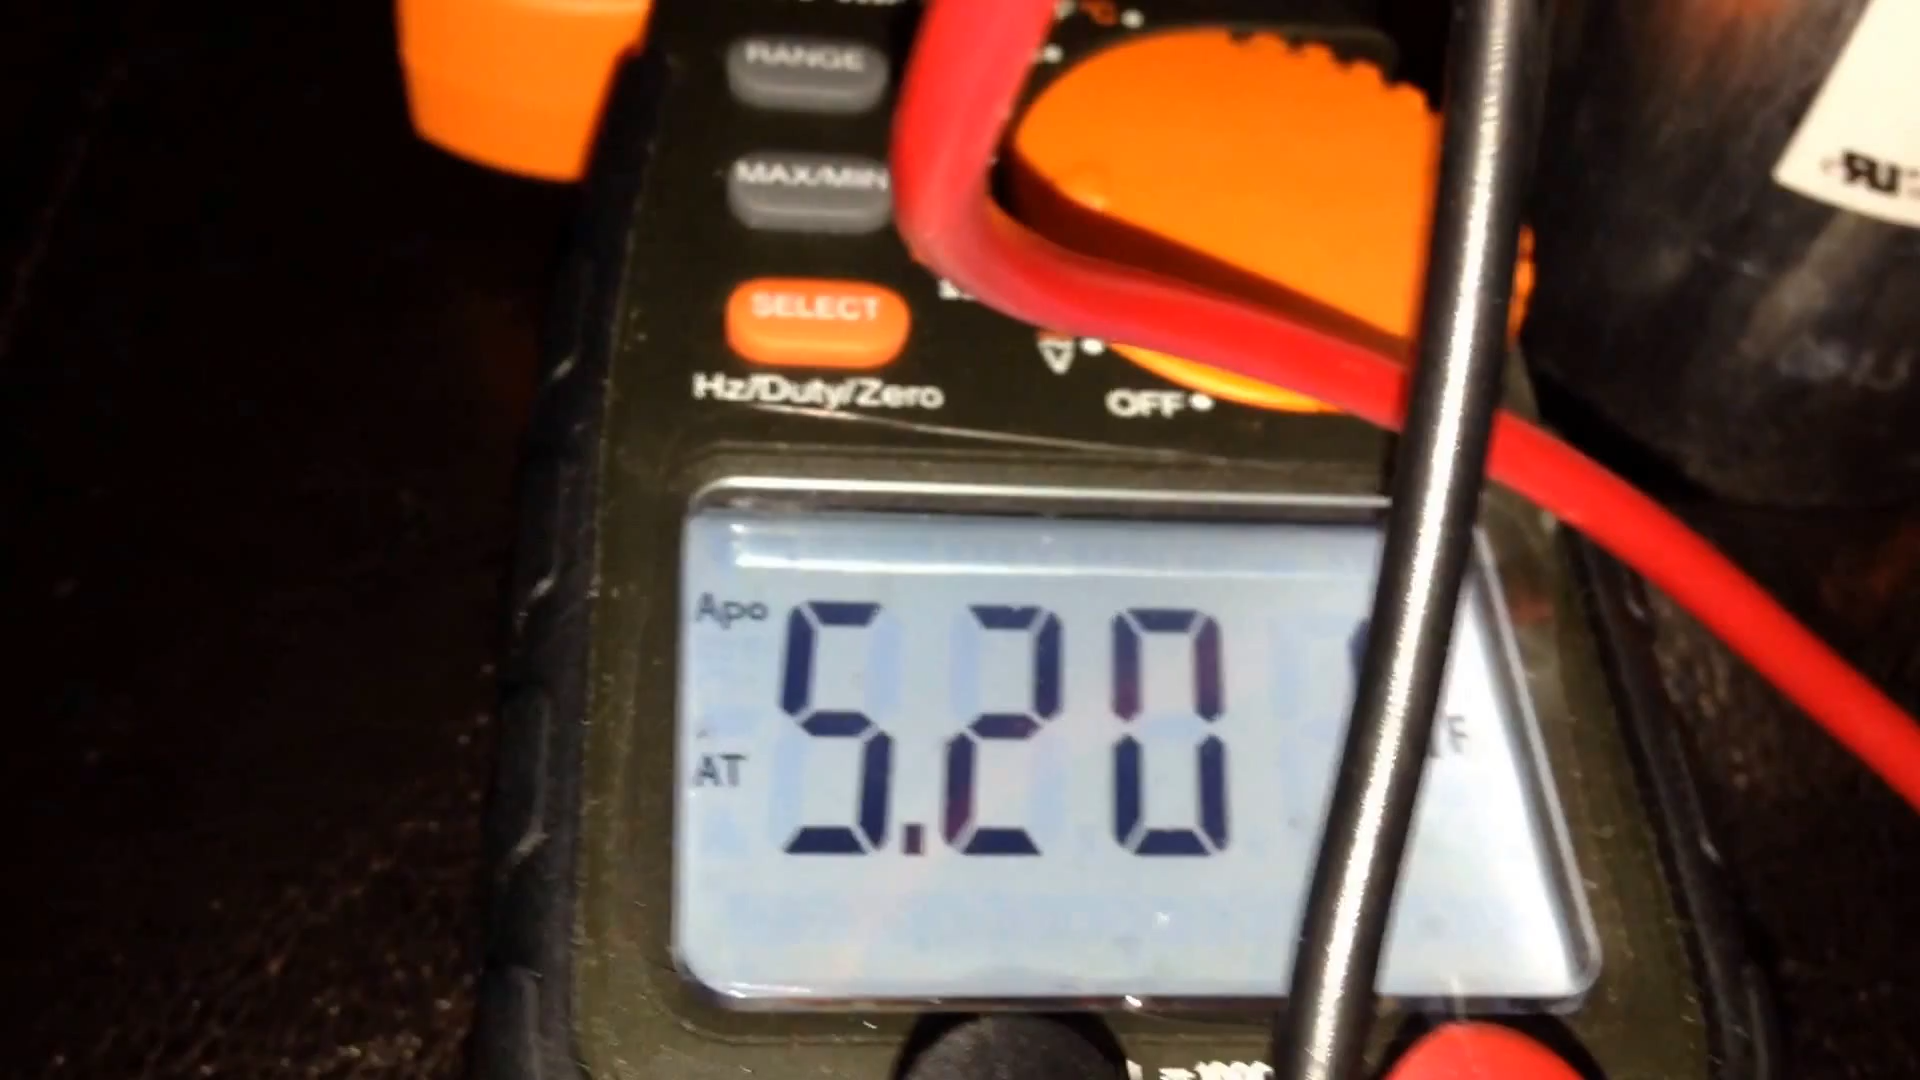 RANGE
MAX/MIN
SELECT
Hz/Duty/Zero
OFF
Apo
AT
5.20
F